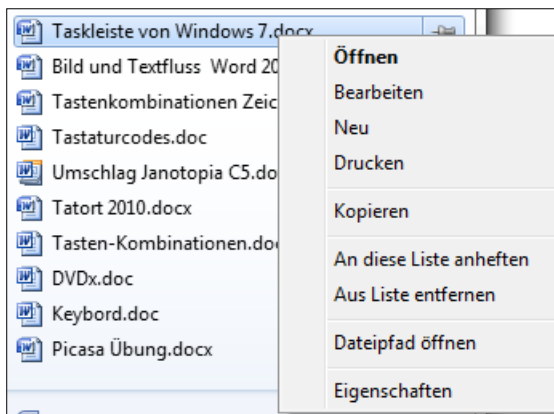 Taskleiste von Windows 7.docx
Bild und Textfluss Word 20
Tastenkombinationen Zeic
Tastaturcodes.doc
Umschlag Janotopia C5.do
Tatort 2010.docx
Tasten-Kombinationen.do
DVDx.doc
Keybord.doc
Picasa Übung.docx
Öffnen
Bearbeiten
Neu
Drucken
Kopieren
An diese Liste anheften
Aus Liste entfernen
Dateipfad öffnen
Eigenschaften